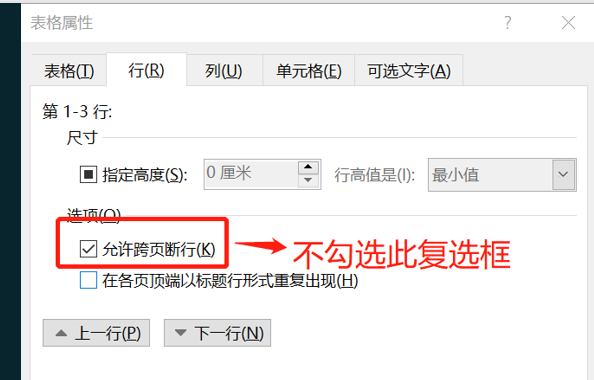 表格属性 ?
表格(T) 行(R) 列(U) 单元格(E) 可选文字(A)
第 1-3 行:
尺寸
指定高度(S): 0 厘米 行高值是(I): 最小值
选项(O)
允许跨页断行(K) 不勾选此复选框
在各页顶端以标题行形式重复出现(H)
上一行(P) 下一行(N)